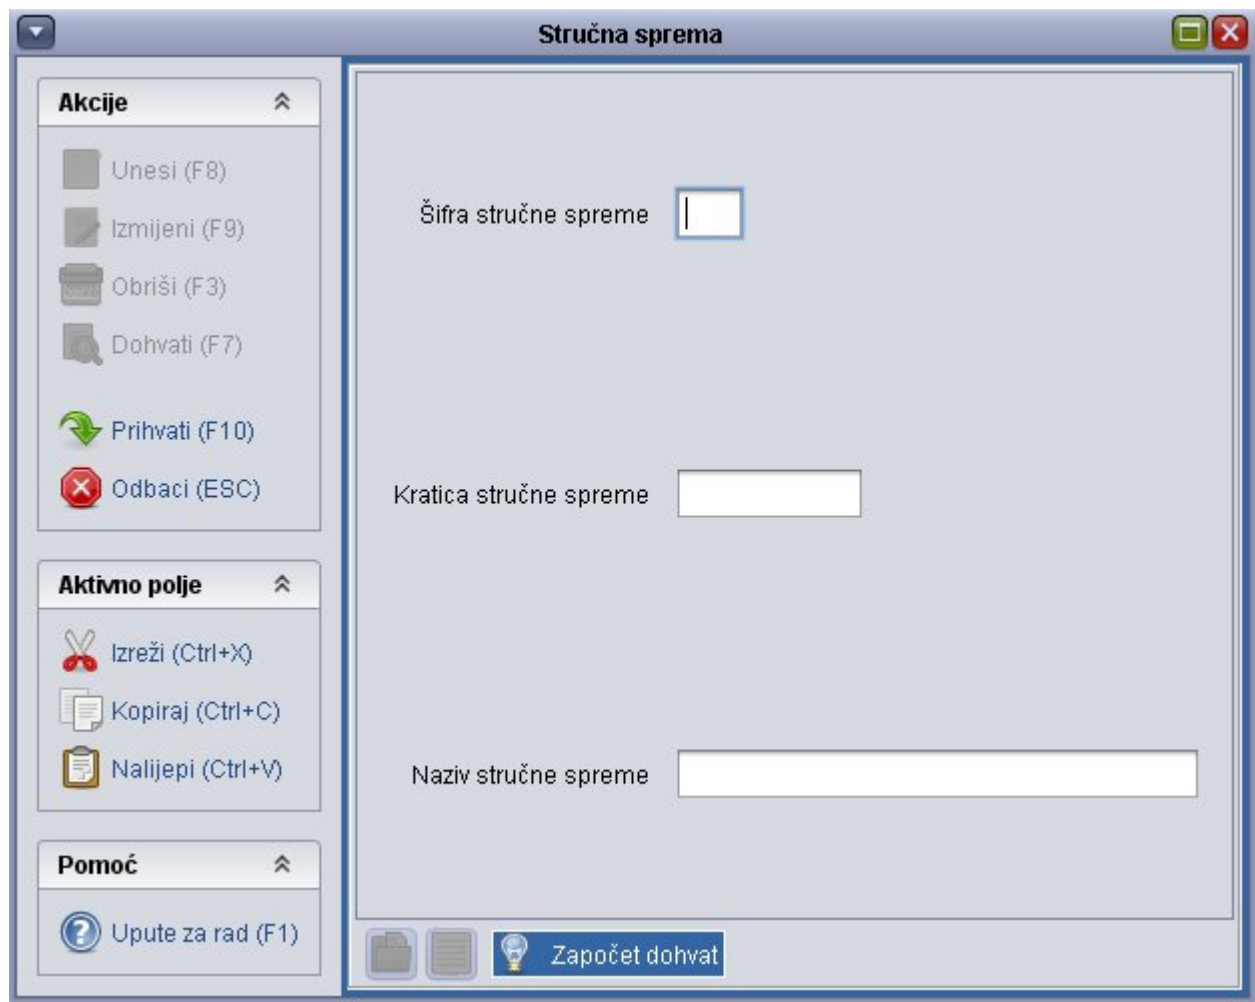 Stručna sprema
Akcije
Unesi (F8)
Izmijeni (F9)
Obriši (F3)
Dohvati (F7)
Prihvati (F10)
Odbaci (ESC)
Aktivno polje
Izreži (Ctrl+X)
Kopiraj (Ctrl+C)
Nalijepi (Ctrl+V)
Pomoć
Upute za rad (F1)
Šifra stručne spreme
Kratica stručne spreme
Naziv stručne spreme
Započet dohvat